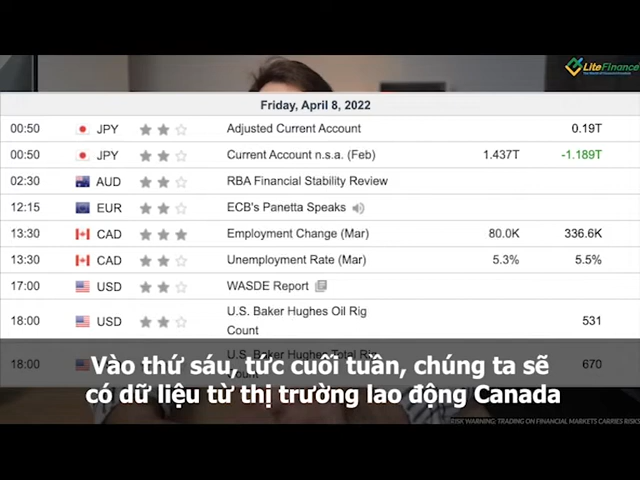 LiteFinance
Friday, April 8, 2022
00:50 JPY Adjusted Current Account 0.19T
00:50 JPY Current Account n.s.a. (Feb) 1.437T -1.189T
02:30 AUD RBA Financial Stability Review
12:15 EUR ECB's Panetta Speaks
13:30 CAD Employment Change (Mar) 80.0K 336.6K
13:30 CAD Unemployment Rate (Mar) 5.3% 5.5%
17:00 USD WASDE Report
18:00 USD U.S. Baker Hughes Oil Rig
Count 531
18:00 U.S. Baker Hughes Total Rig
Count 670
Vào thứ sáu, tức cuối tuần, chúng ta sẽ
có dữ liệu từ thị trường lao động Canada
RISK WARNING: TRADING ON FINANCIAL MARKETS CARRIES RISKS